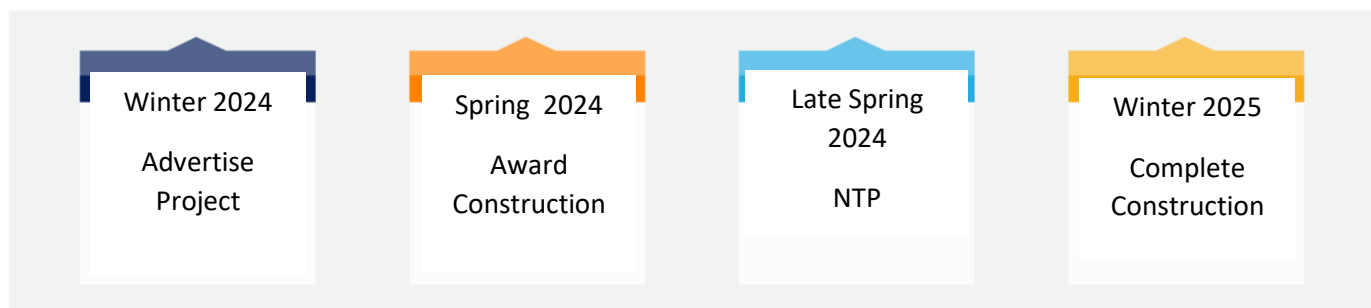 Winter 2024
Advertise
Project
Spring  2024
Award
Construction
Late Spring
2024
NTP
Winter 2025
Complete
Construction